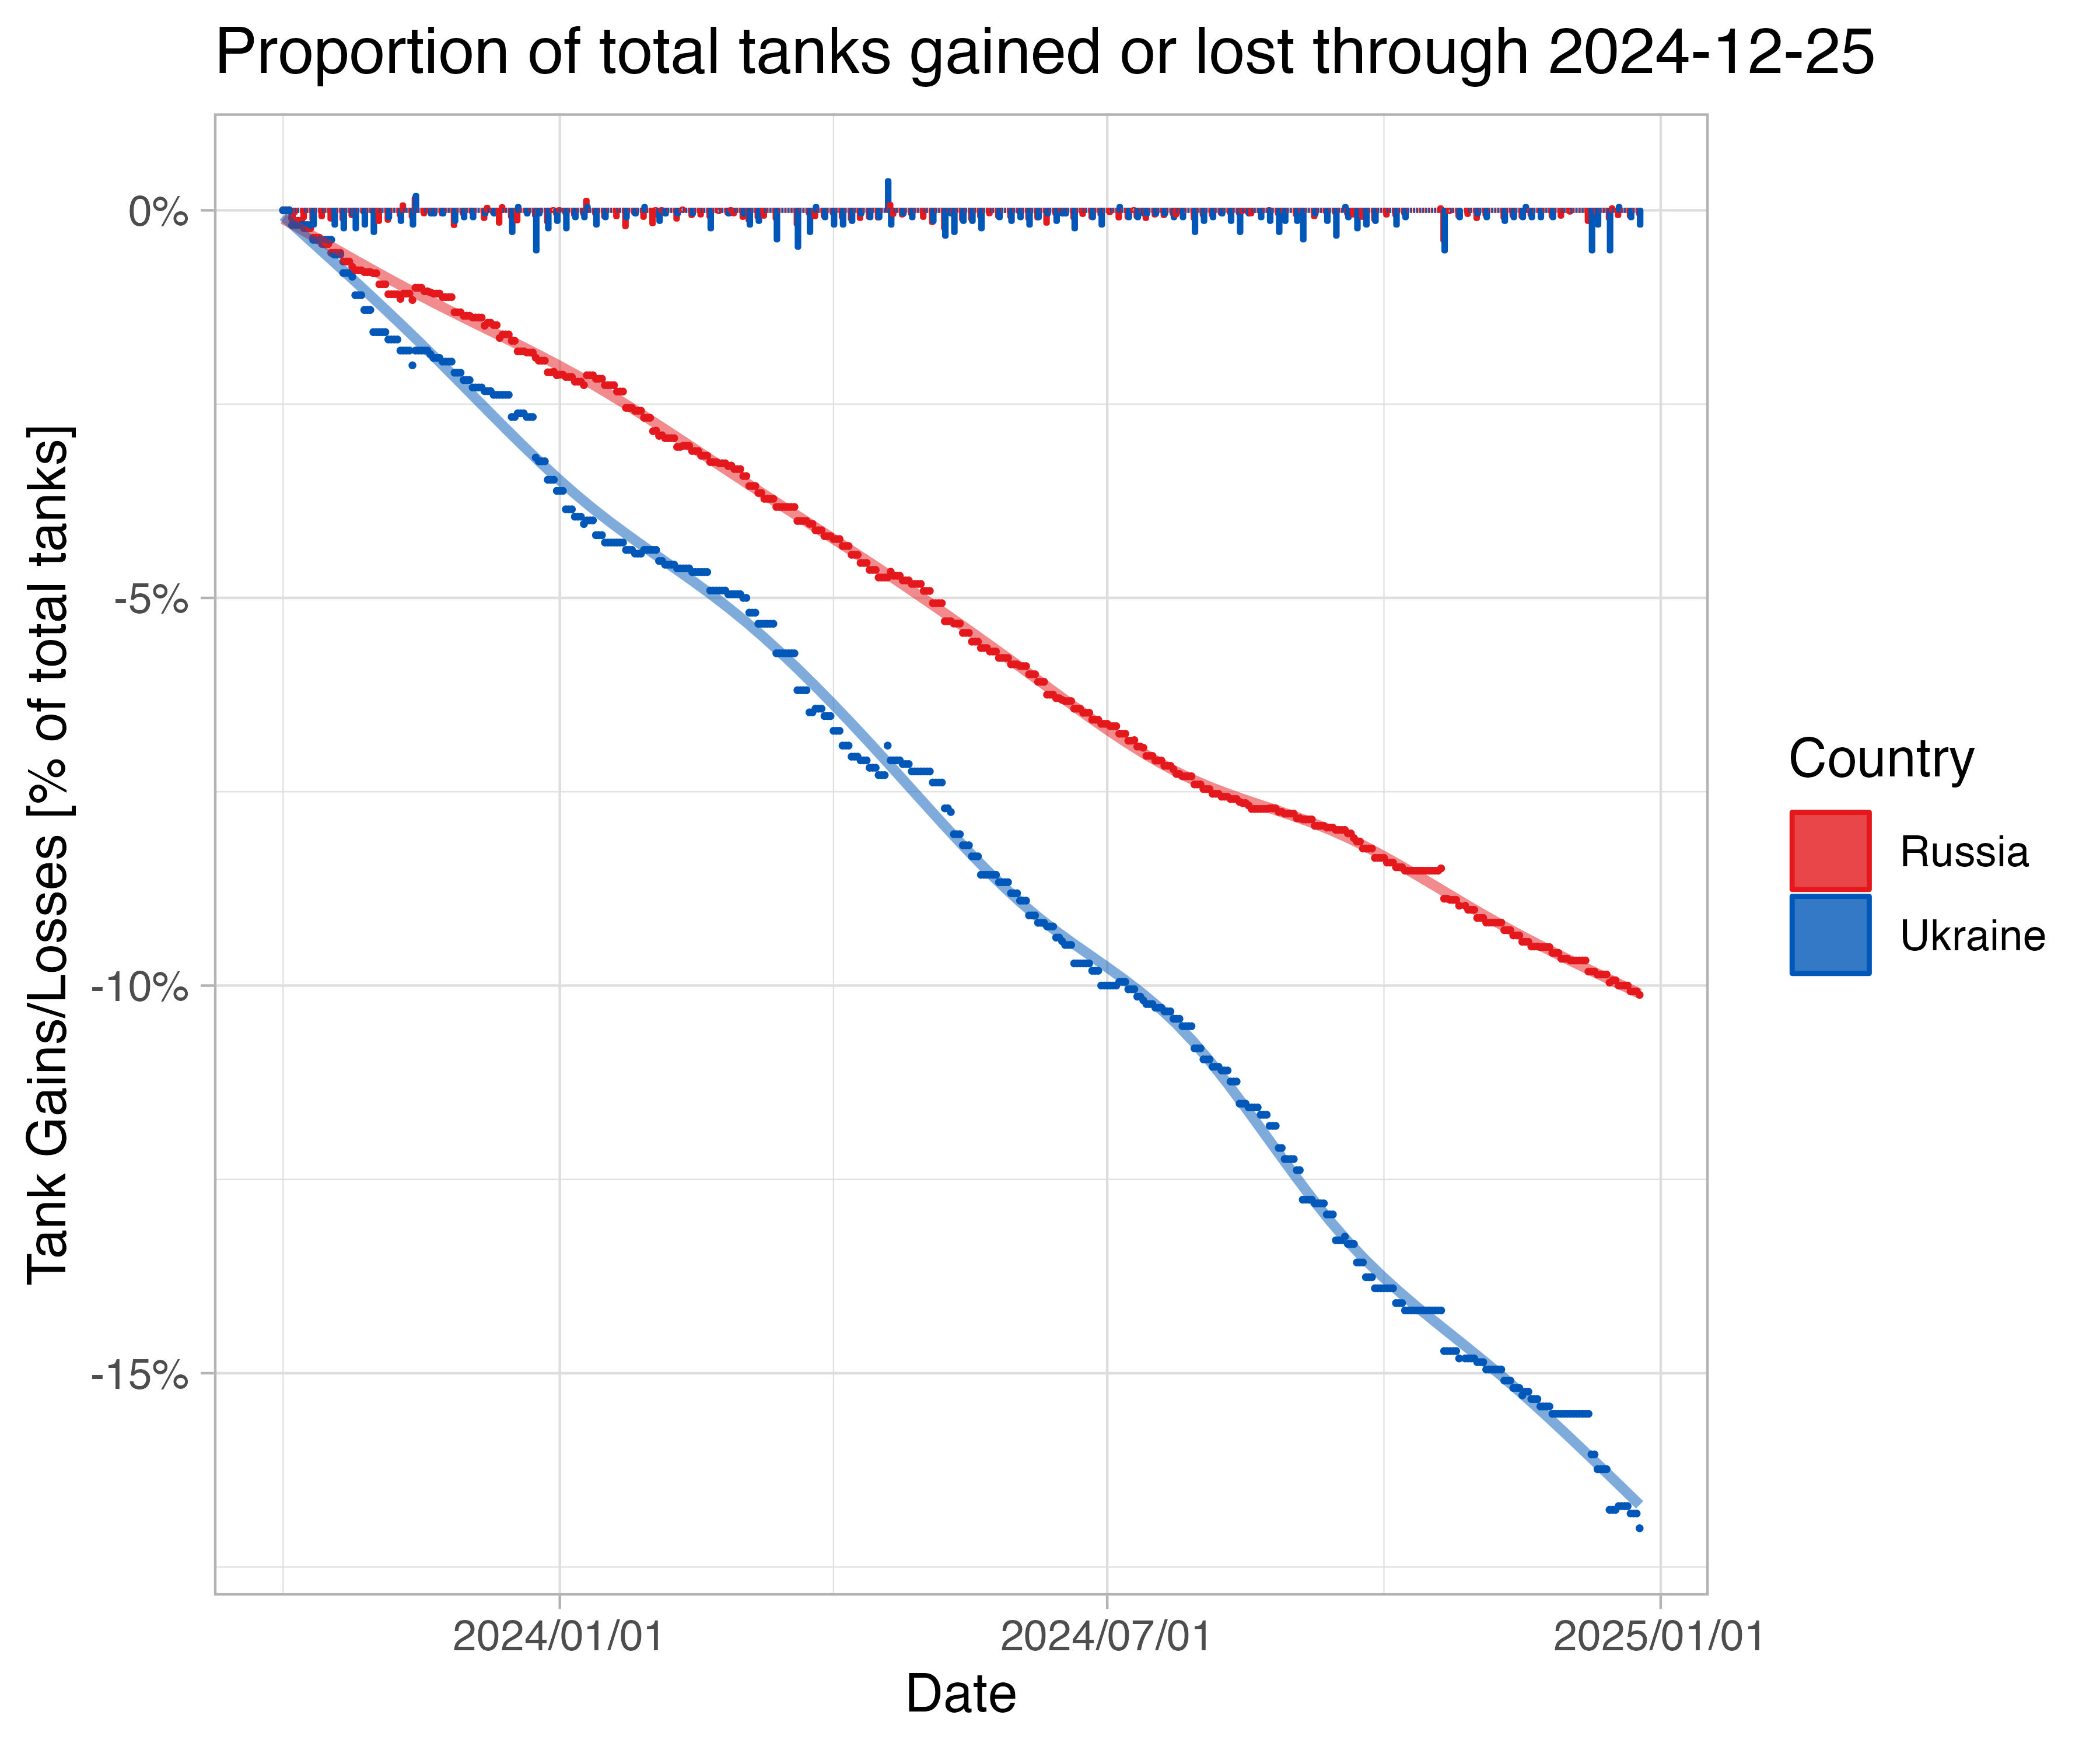 Proportion of total tanks gained or lost through 2024-12-25
Tank Gains/Losses [% of total tanks]
0%
-5%
-10%
-15%
2024/01/01
2024/07/01
2025/01/01
Date
Country
Russia
Ukraine